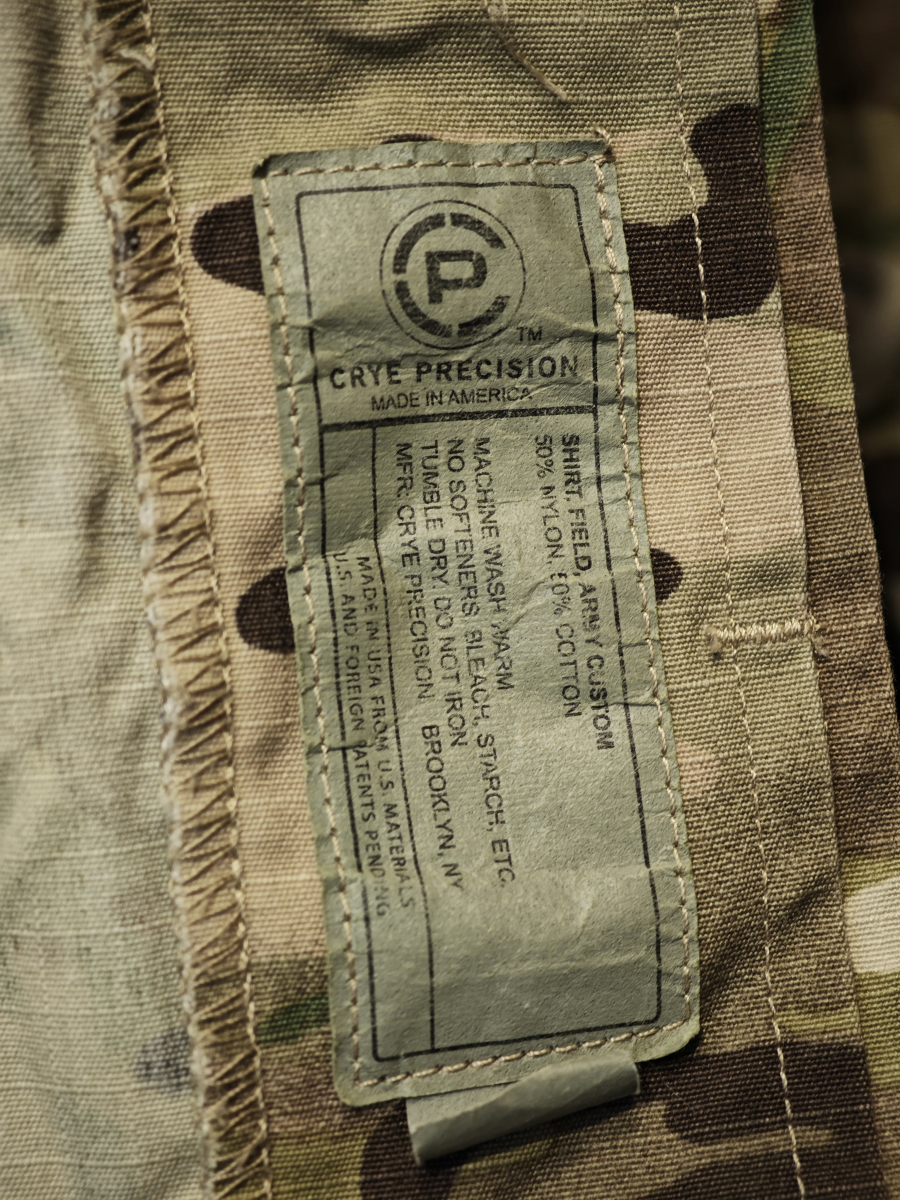 CP
TM
CRYE PRECISION
MADE IN AMERICA
SHIRT, FIELD, ARMY CUSTOM
50% NYLON, 50% COTTON
MACHINE WASH WARM
NO SOFTENERS, BLEACH, STARCH, ETC.
TUMBLE DRY. DO NOT IRON
MFR: CRYE PRECISION BROOKLYN, NY
MADE IN USA FROM U.S. MATERIALS
U.S. AND FOREIGN PATENTS PENDING